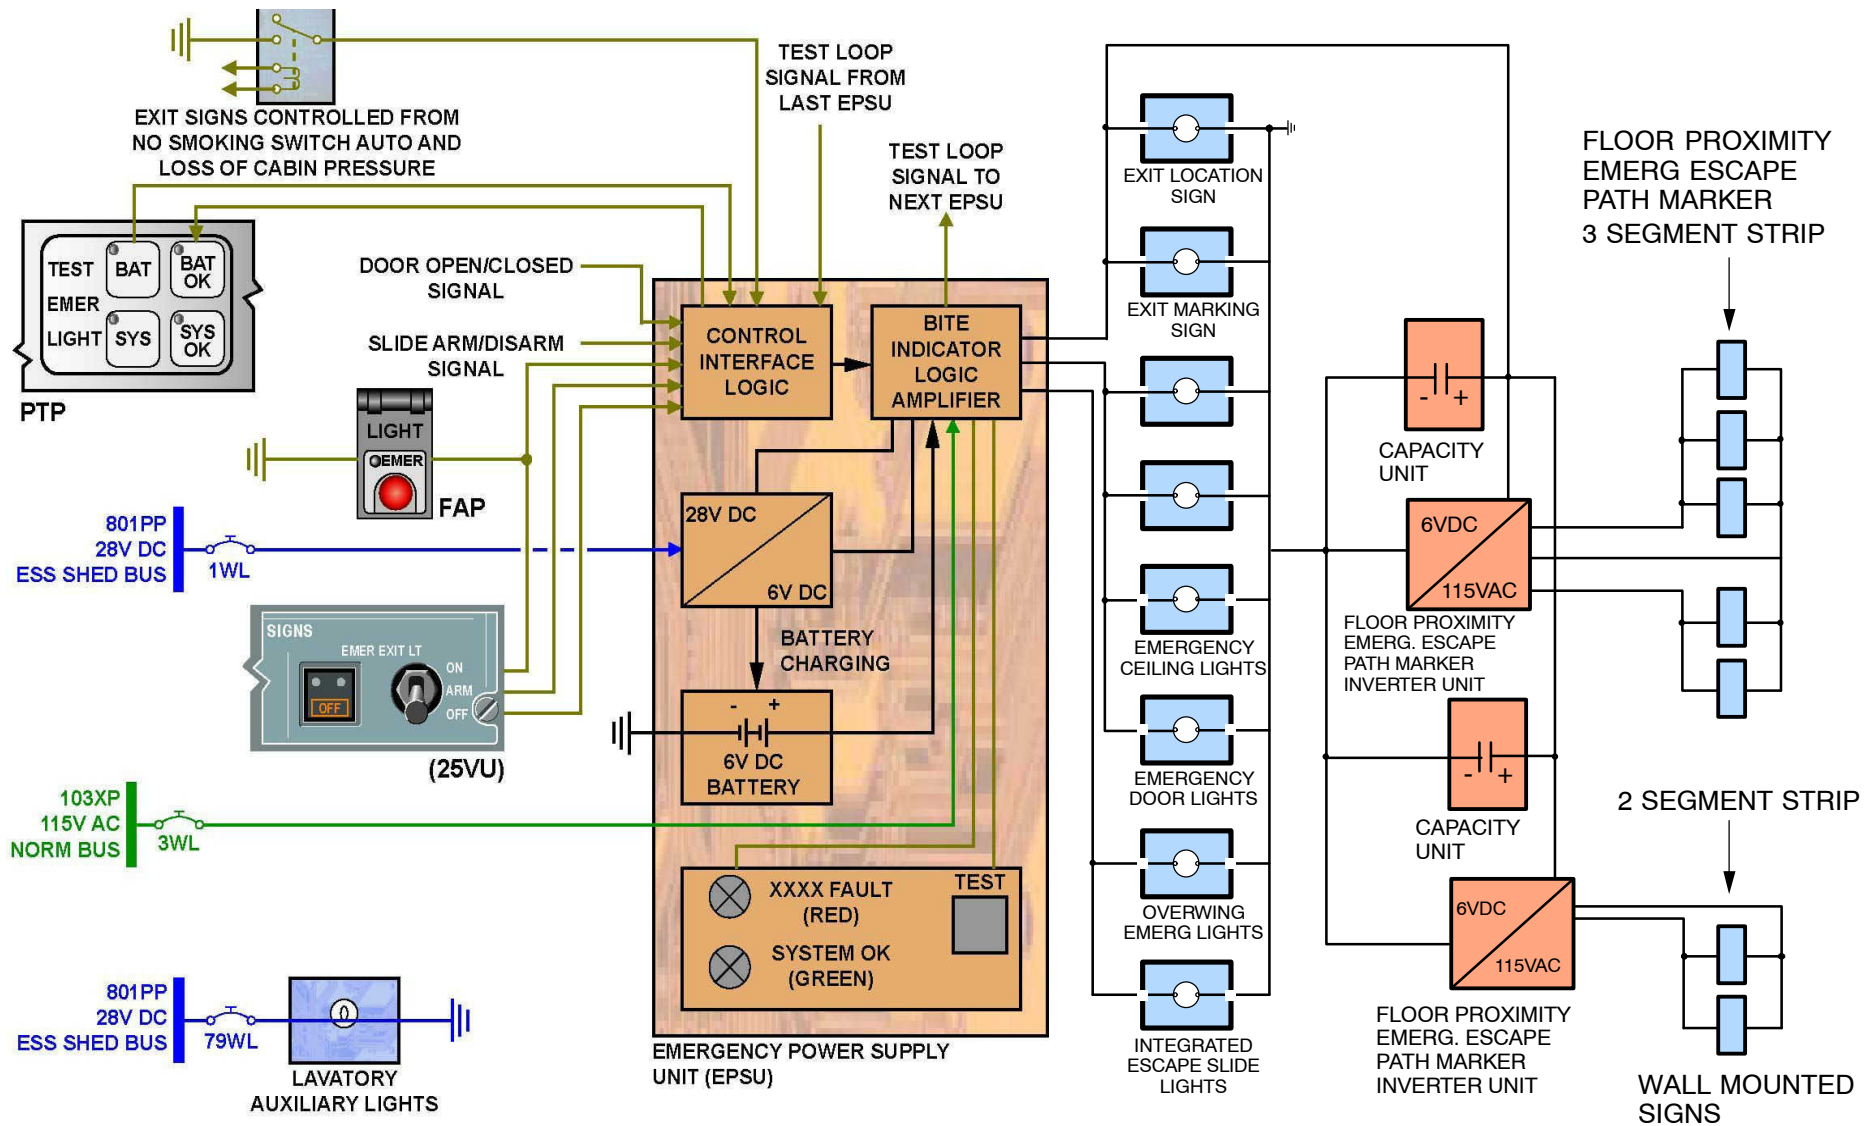 EXIT SIGNS CONTROLLED FROM
NO SMOKING SWITCH AUTO AND
LOSS OF CABIN PRESSURE
TEST LOOP
SIGNAL FROM
LAST EPSU
TEST LOOP
SIGNAL TO
NEXT EPSU
TEST
EMER
LIGHT
BAT
BAT
OK
SYS
SYS
OK
PTP
DOOR OPEN/CLOSED
SIGNAL
SLIDE ARM/DISARM
SIGNAL
LIGHT
EMER
FAP
801PP
28V DC
ESS SHED BUS
1WL
SIGNS
EMER EXIT LT
OFF
ON
ARM
OFF
(25VU)
103XP
115V AC
NORM BUS
3WL
801PP
28V DC
ESS SHED BUS
79WL
LAVATORY
AUXILIARY LIGHTS
CONTROL
INTERFACE
LOGIC
BITE
INDICATOR
LOGIC
AMPLIFIER
28V DC
6V DC
BATTERY
CHARGING
- +
6V DC
BATTERY
XXXX FAULT
(RED)
SYSTEM OK
(GREEN)
TEST
EMERGENCY POWER SUPPLY
UNIT (EPSU)
EXIT LOCATION
SIGN
EXIT MARKING
SIGN
EMERGENCY
CEILING LIGHTS
EMERGENCY
DOOR LIGHTS
OVERWING
EMERG LIGHTS
INTEGRATED
ESCAPE SLIDE
LIGHTS
- +
CAPACITY
UNIT
6VDC
115VAC
FLOOR PROXIMITY
EMERG. ESCAPE
PATH MARKER
INVERTER UNIT
- +
CAPACITY
UNIT
6VDC
115VAC
FLOOR PROXIMITY
EMERG. ESCAPE
PATH MARKER
INVERTER UNIT
FLOOR PROXIMITY
EMERG ESCAPE
PATH MARKER
3 SEGMENT STRIP
2 SEGMENT STRIP
WALL MOUNTED
SIGNS